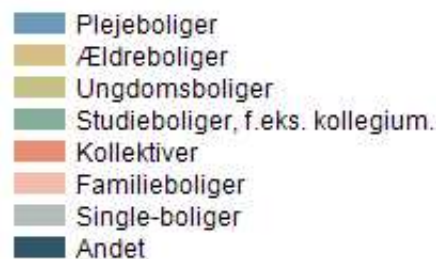 Plejeboliger
Ældreboliger
Ungdomsboliger
Studieboliger, f.eks. kollegium.
Kollektiver
Familieboliger
Single-boliger
Andet